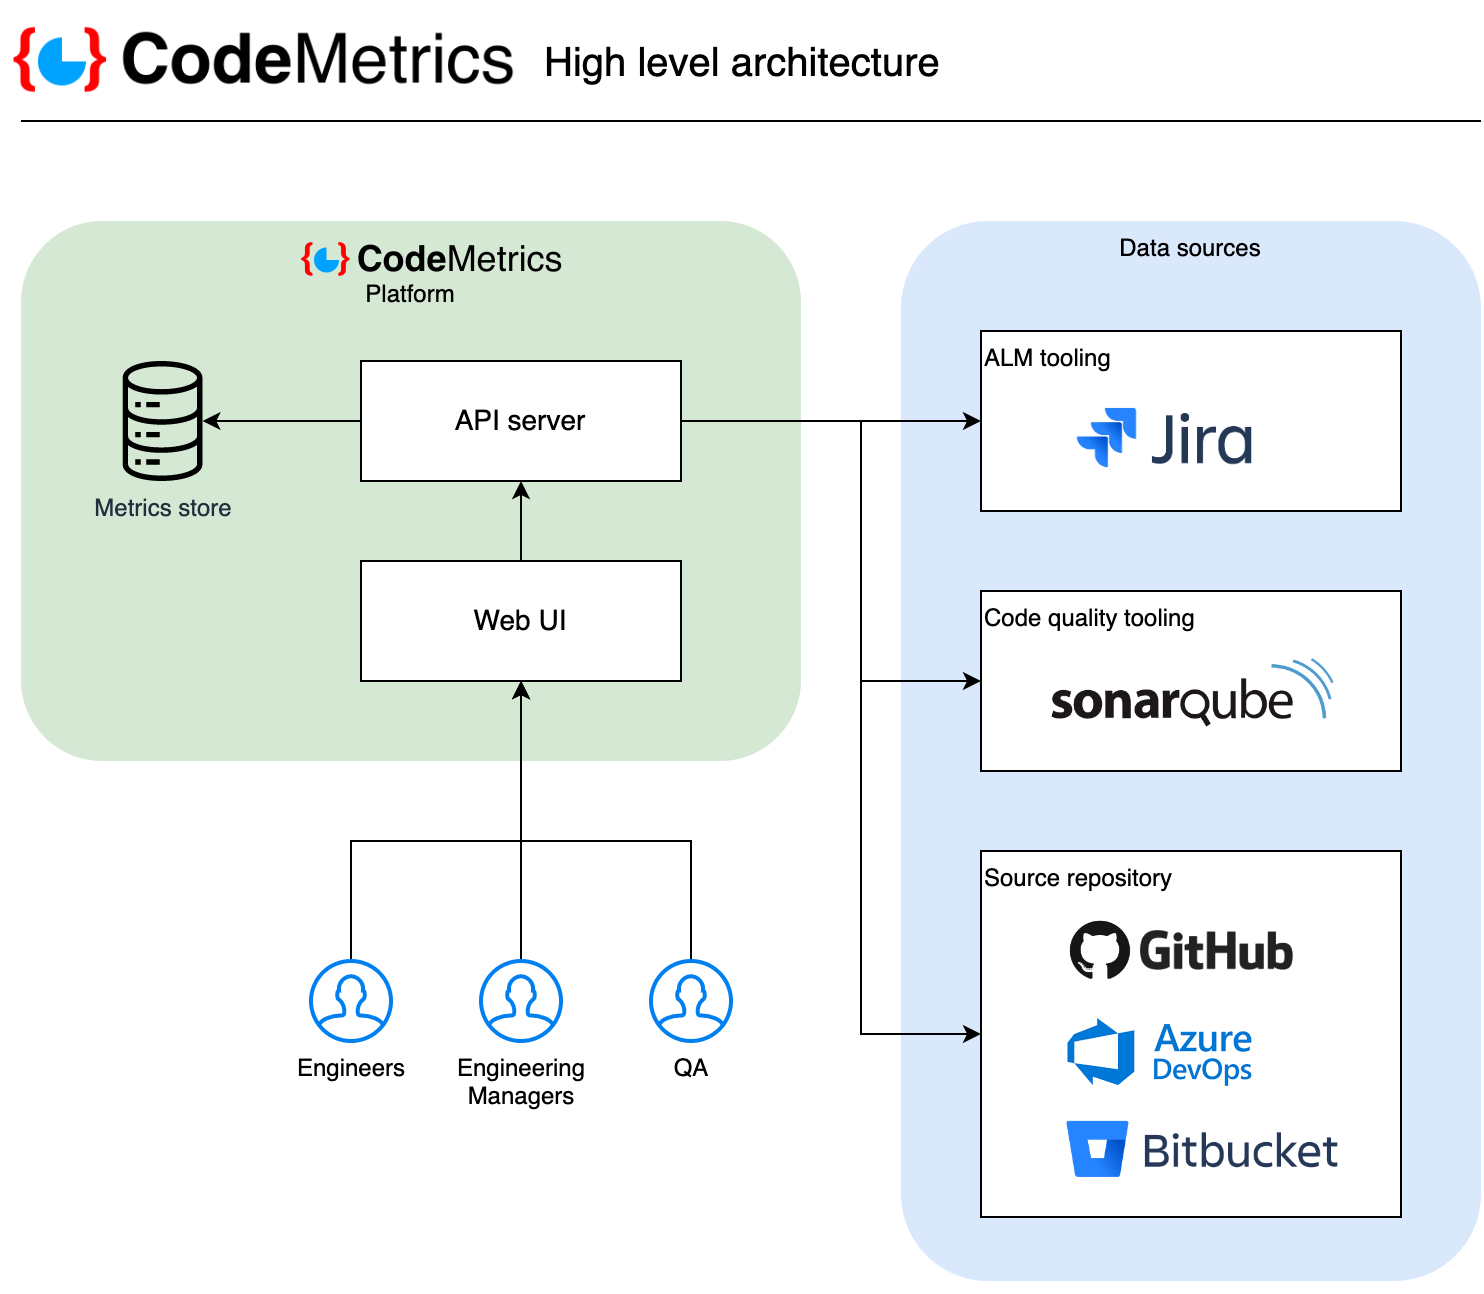 CodeMetrics High level architecture
CodeMetrics
Platform
Data sources
API server
Metrics store
Web UI
ALM tooling
Jira
Code quality tooling
sonarqube
Source repository
GitHub
Azure
DevOps
Bitbucket
Engineers
Engineering
Managers
QA